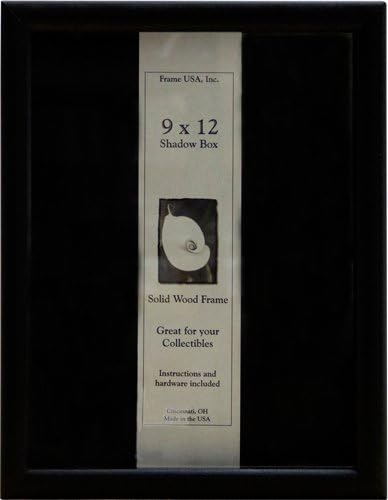 Frame USA, Inc.
9 x 12
Shadow Box
Solid Wood Frame
Great for your
Collectibles
Instructions and
hardware included
Cincinnati, OH
Made in the USA